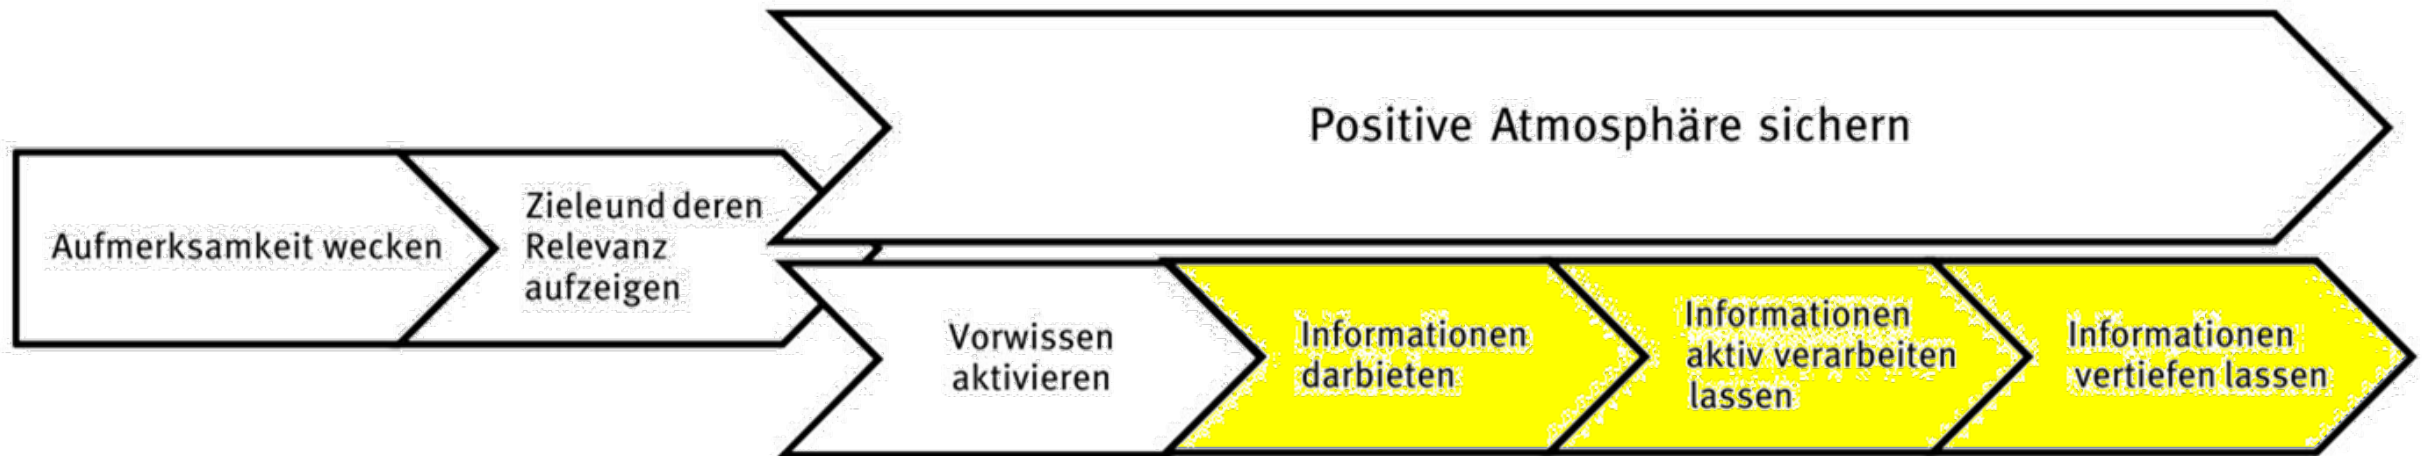 Positive Atmosphäre sichern
Aufmerksamkeit wecken
Zieleund deren
Relevanz
aufzeigen
Vorwissen
aktivieren
Informationen
darbieten
Informationen
aktiv verarbeiten
lassen
Informationen
vertiefen lassen